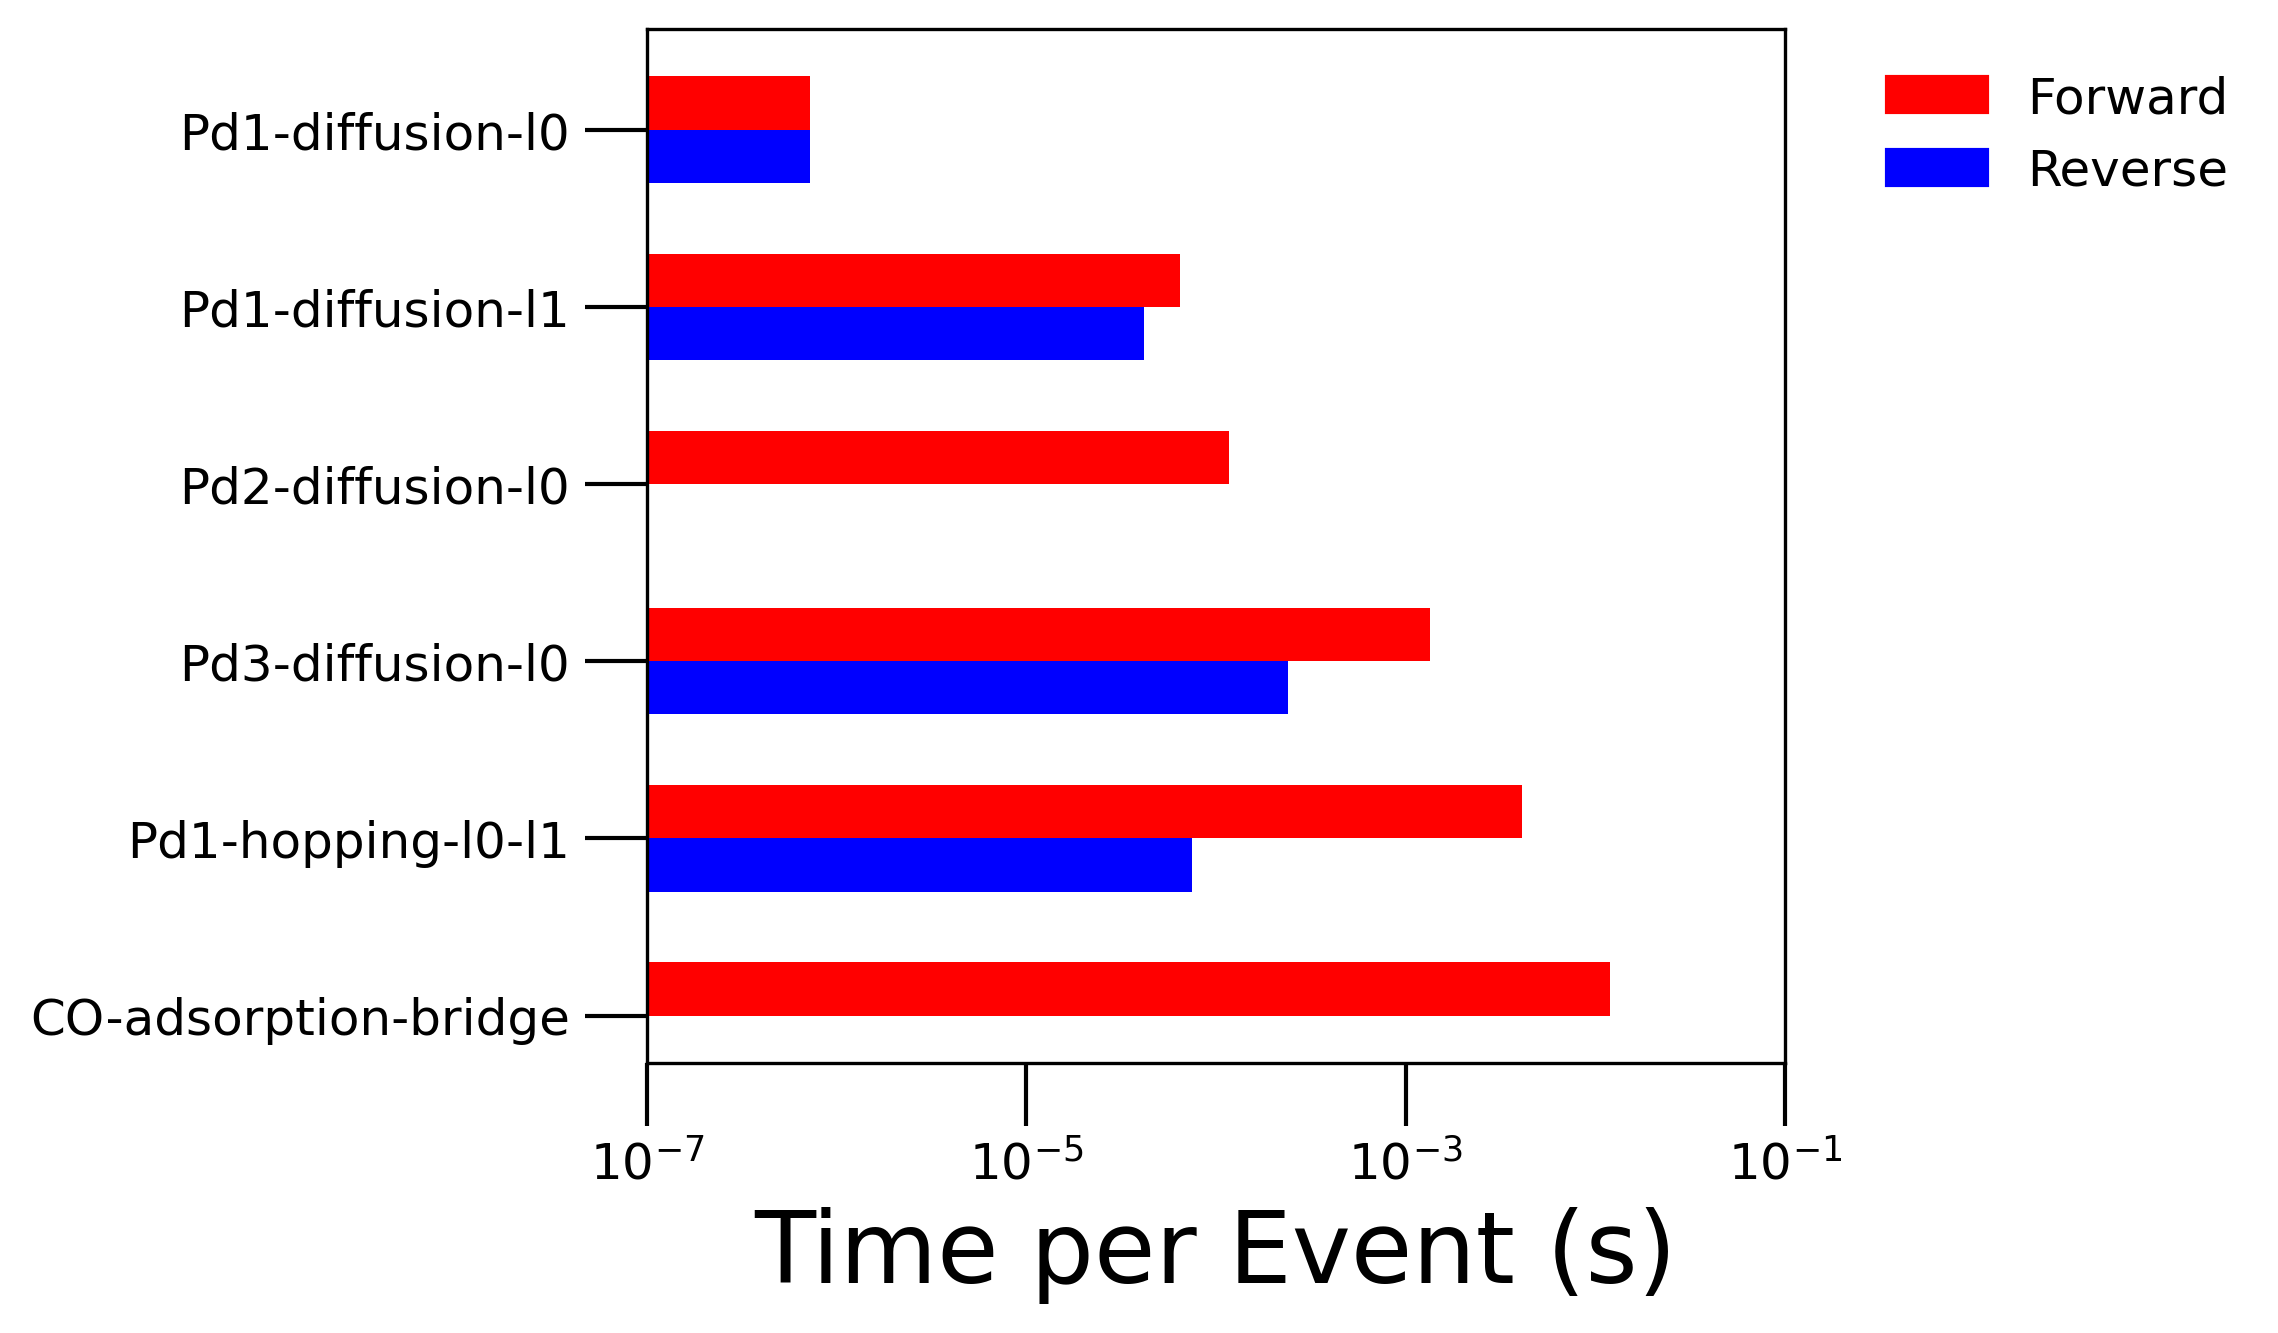 Pd1-diffusion-l0
Pd1-diffusion-l1
Pd2-diffusion-l0
Pd3-diffusion-l0
Pd1-hopping-l0-l1
CO-adsorption-bridge
10⁻⁷ 10⁻⁵ 10⁻³ 10⁻¹
Time per Event (s)
Forward
Reverse